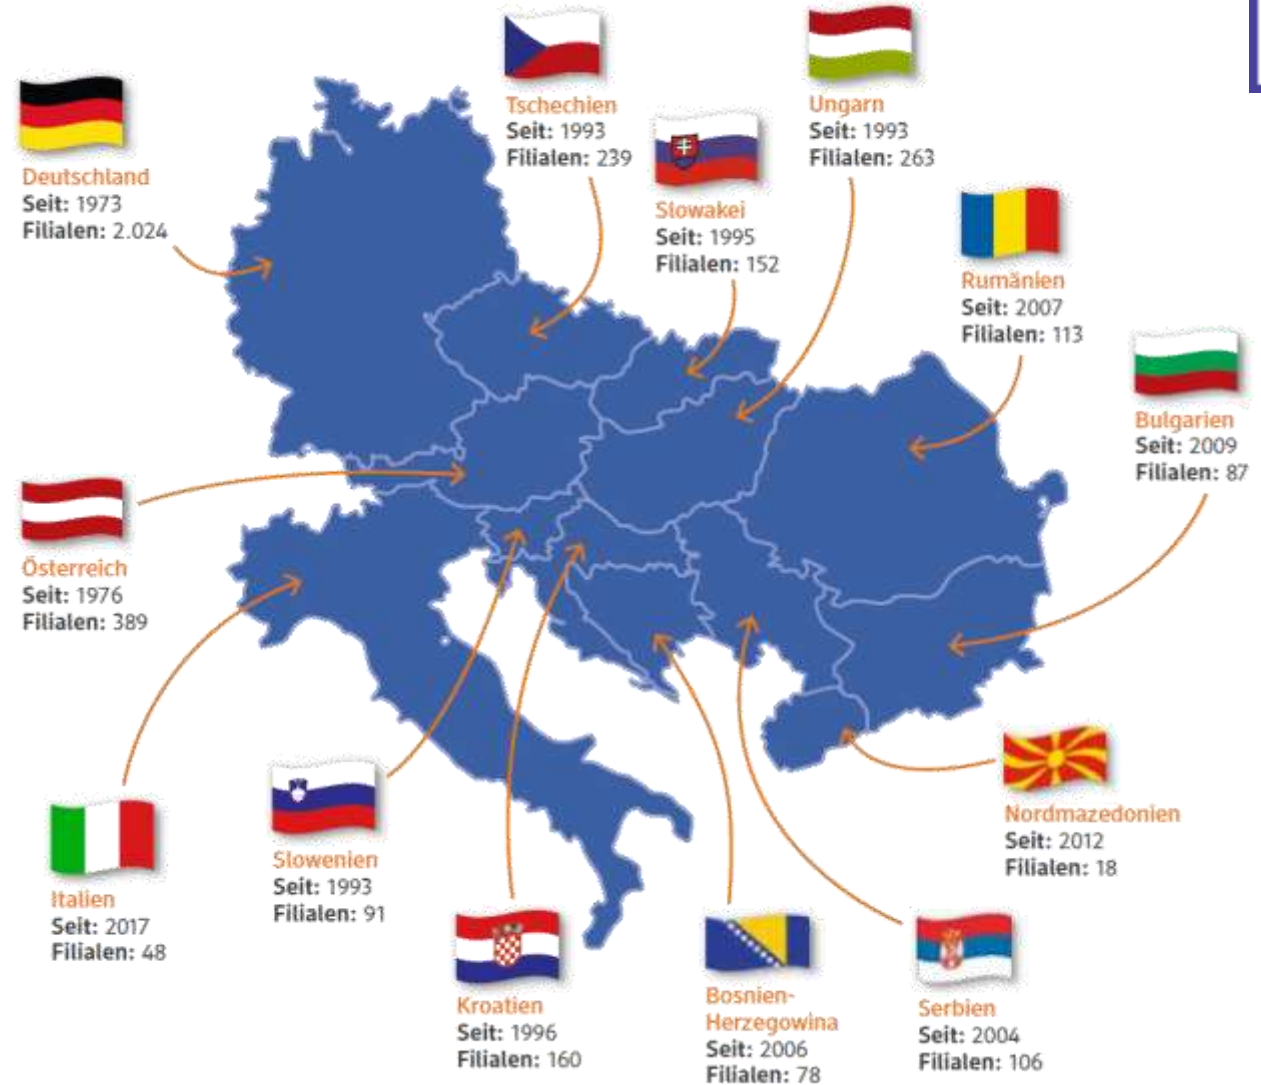 Tschechien
Seit: 1993
Filialen: 239
Ungarn
Seit: 1993
Filialen: 263
Deutschland
Seit: 1973
Filialen: 2.024
Slowakei
Seit: 1995
Filialen: 152
Rumänien
Seit: 2007
Filialen: 113
Bulgarien
Seit: 2009
Filialen: 87
Österreich
Seit: 1976
Filialen: 389
Nordmazedonien
Seit: 2012
Filialen: 18
Italien
Seit: 2017
Filialen: 48
Slowenien
Seit: 1993
Filialen: 91
Kroatien
Seit: 1996
Filialen: 160
Bosnien-
Herzegowina
Seit: 2006
Filialen: 78
Serbien
Seit: 2004
Filialen: 106